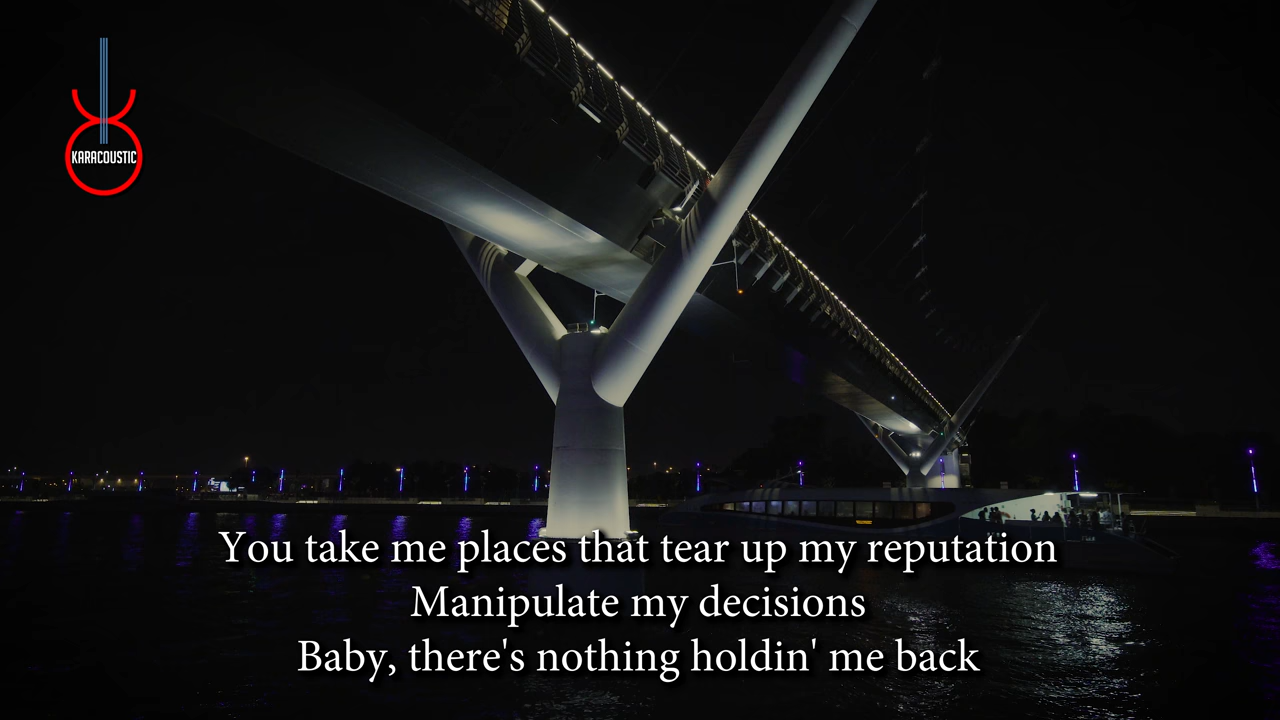 KARACOUSTIC
You take me places that tear up my reputation
Manipulate my decisions
Baby, there's nothing holdin' me back